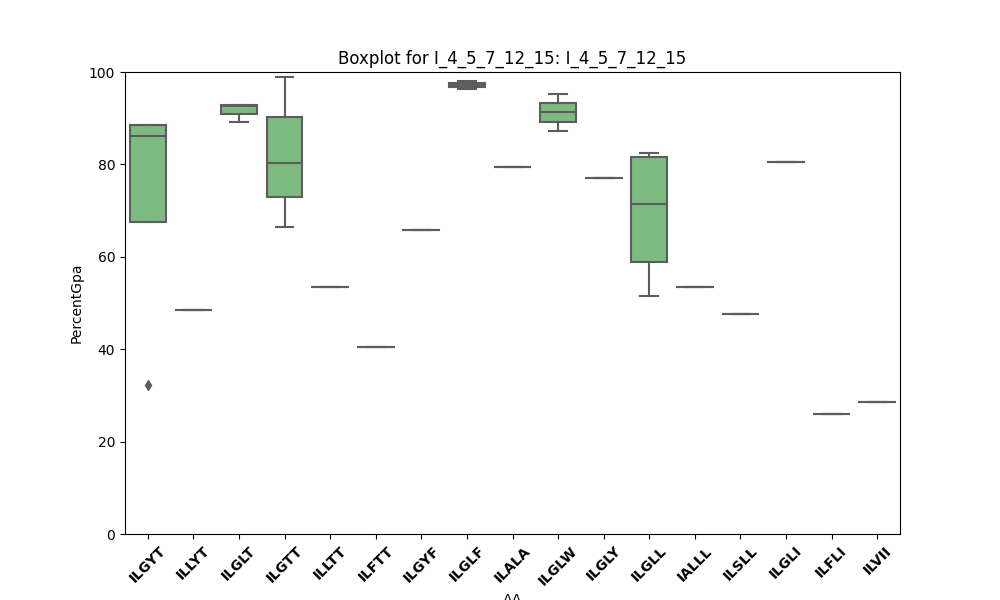 Boxplot for I_4_5_7_12_15: I_4_5_7_12_15
PercentGpa
100
80
60
40
20
0
ILGYT ILLYT ILGLT ILGTT ILLTT ILFTT ILGYF ILGLF ILALA ILGLW ILGLY ILGLL IALLL ILSLL ILGLI ILFLI ILVII
AA